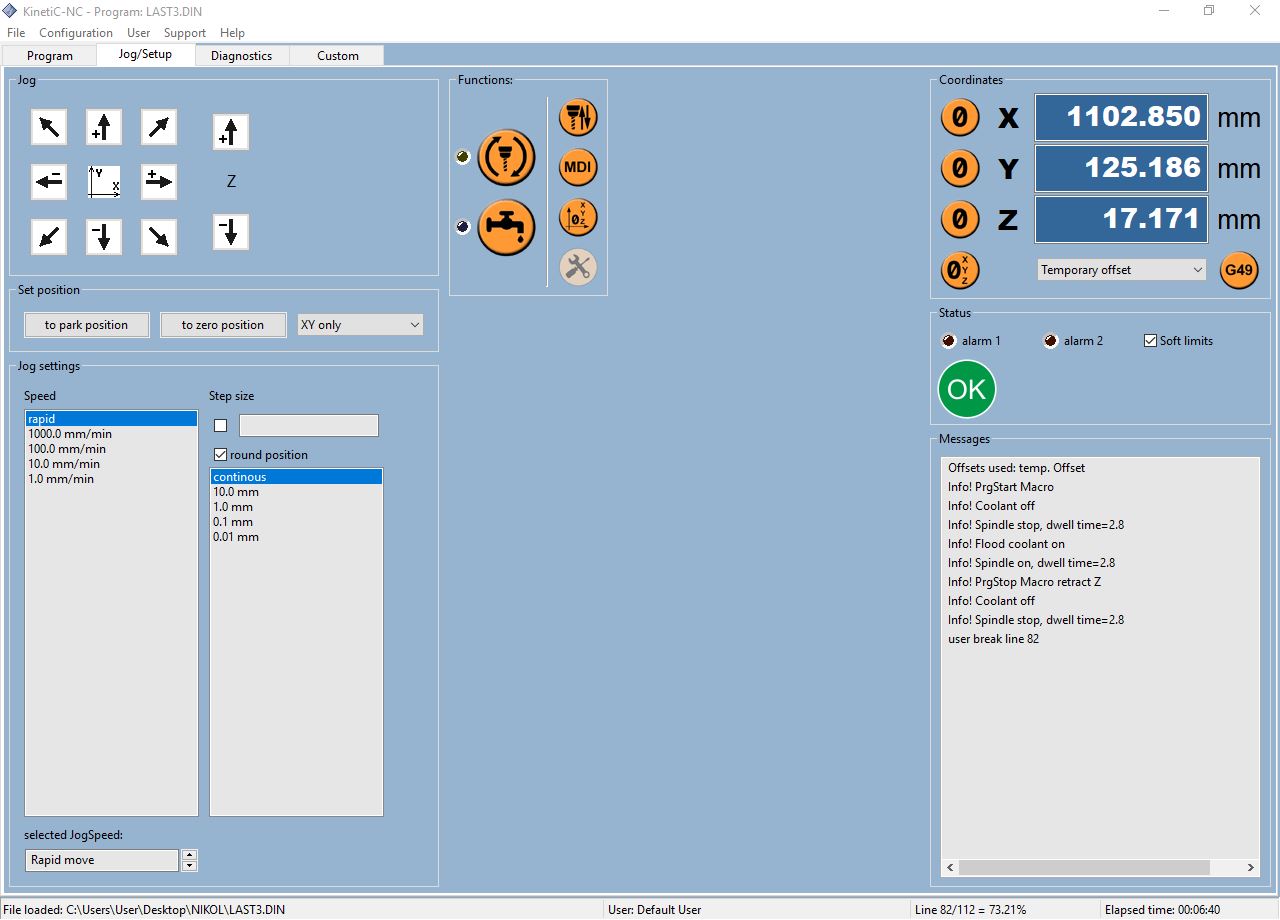 KinetiC-NC - Program: LAST3.DIN
File Configuration User Support Help
Program Jog/Setup Diagnostics Custom
Jog
+
+
Z
-
Y
X
+
-
-
Set position
to park position to zero position XY only
Jog settings
Speed
rapid
1000.0 mm/min
100.0 mm/min
10.0 mm/min
1.0 mm/min
Step size
round position
continous
10.0 mm
1.0 mm
0.1 mm
0.01 mm
selected JogSpeed:
Rapid move
Functions:
MDI
0 X Y Z
Coordinates
0 X 1102.850 mm
0 Y 125.186 mm
0 Z 17.171 mm
0 X Y Z Temporary offset G49
Status
alarm 1 alarm 2 Soft limits
OK
Messages
Offsets used: temp. Offset
Info! PrgStart Macro
Info! Coolant off
Info! Spindle stop, dwell time=2.8
Info! Flood coolant on
Info! Spindle on, dwell time=2.8
Info! PrgStop Macro retract Z
Info! Coolant off
Info! Spindle stop, dwell time=2.8
user break line 82
File loaded: C:\Users\User\Desktop\NIKOL\LAST3.DIN User: Default User Line 82/112 = 73.21% Elapsed time: 00:06:40